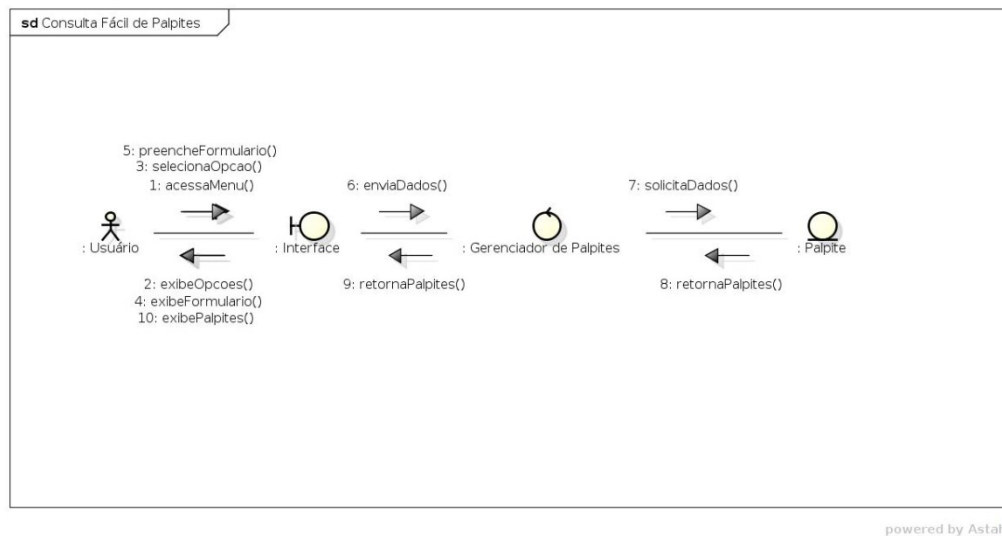 sd Consulta Fácil de Palpites
5: preencheFormulario()
3: selecionaOpcao()
1: acessaMenu()
6: enviaDados()
7: solicitaDados()
: Usuário
: Interface
: Gerenciador de Palpites
: Palpite
2: exibeOpcoes()
4: exibeFormulario()
10: exibePalpites()
9: retornaPalpites()
8: retornaPalpites()
powered by Astah